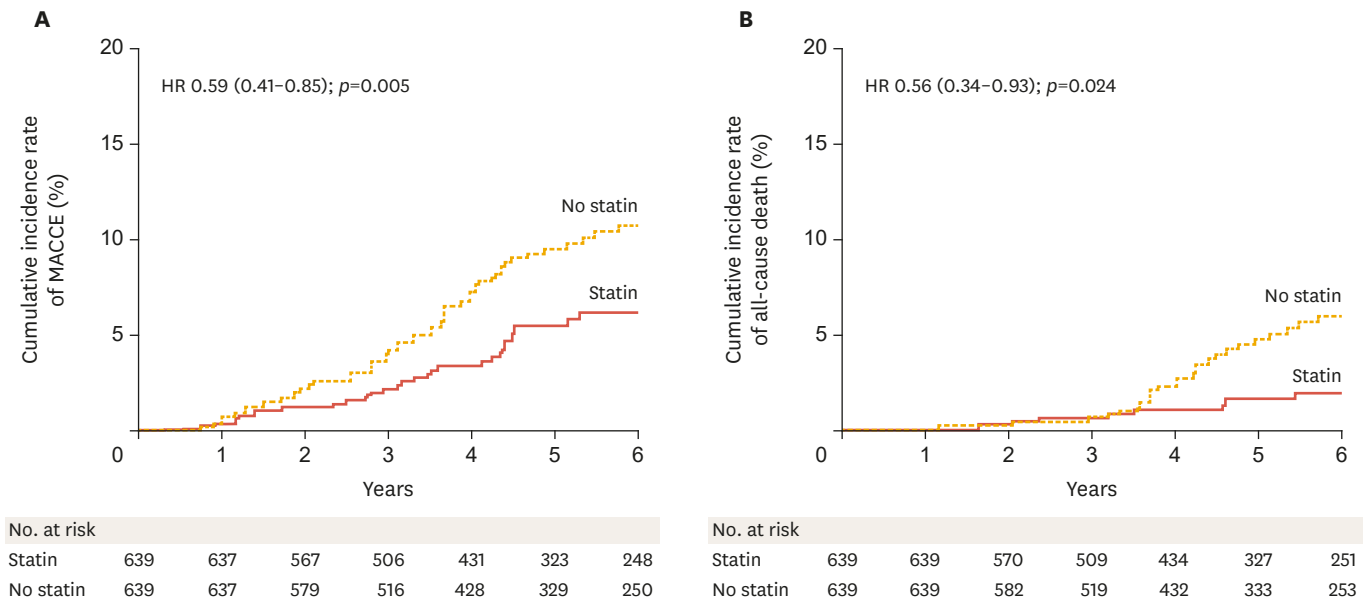 A
Cumulative incidence rate
of MACCE (%)
20
15
10
5
0
HR 0.59 (0.41–0.85); p=0.005
No statin
Statin
1 2 3 4 5 6
Years
No. at risk
Statin 639 637 567 506 431 323 248
No statin 639 637 579 516 428 329 250
B
Cumulative incidence rate
of all-cause death (%)
20
15
10
5
0
HR 0.56 (0.34–0.93); p=0.024
No statin
Statin
1 2 3 4 5 6
Years
No. at risk
Statin 639 639 570 509 434 327 251
No statin 639 639 582 519 432 333 253